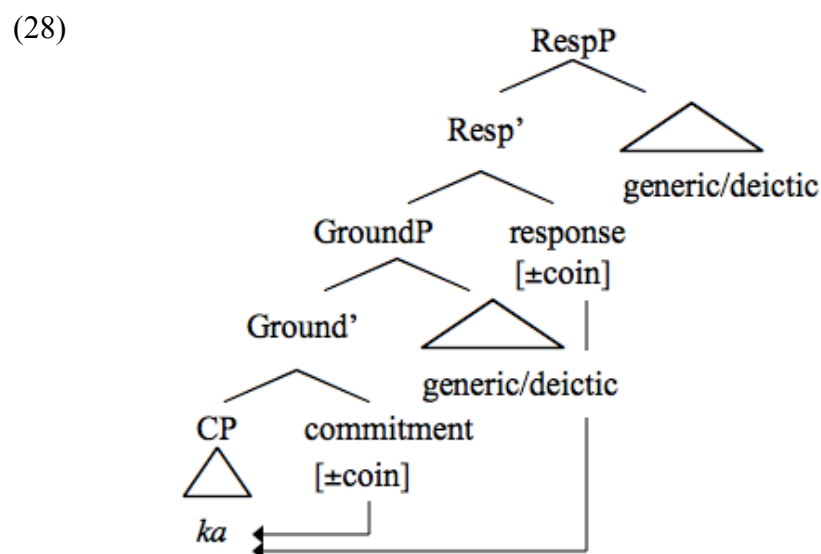 (28)
RespP
Resp’
generic/deictic
GroundP response
[±coin]
Ground’
generic/deictic
CP commitment
[±coin]
ka